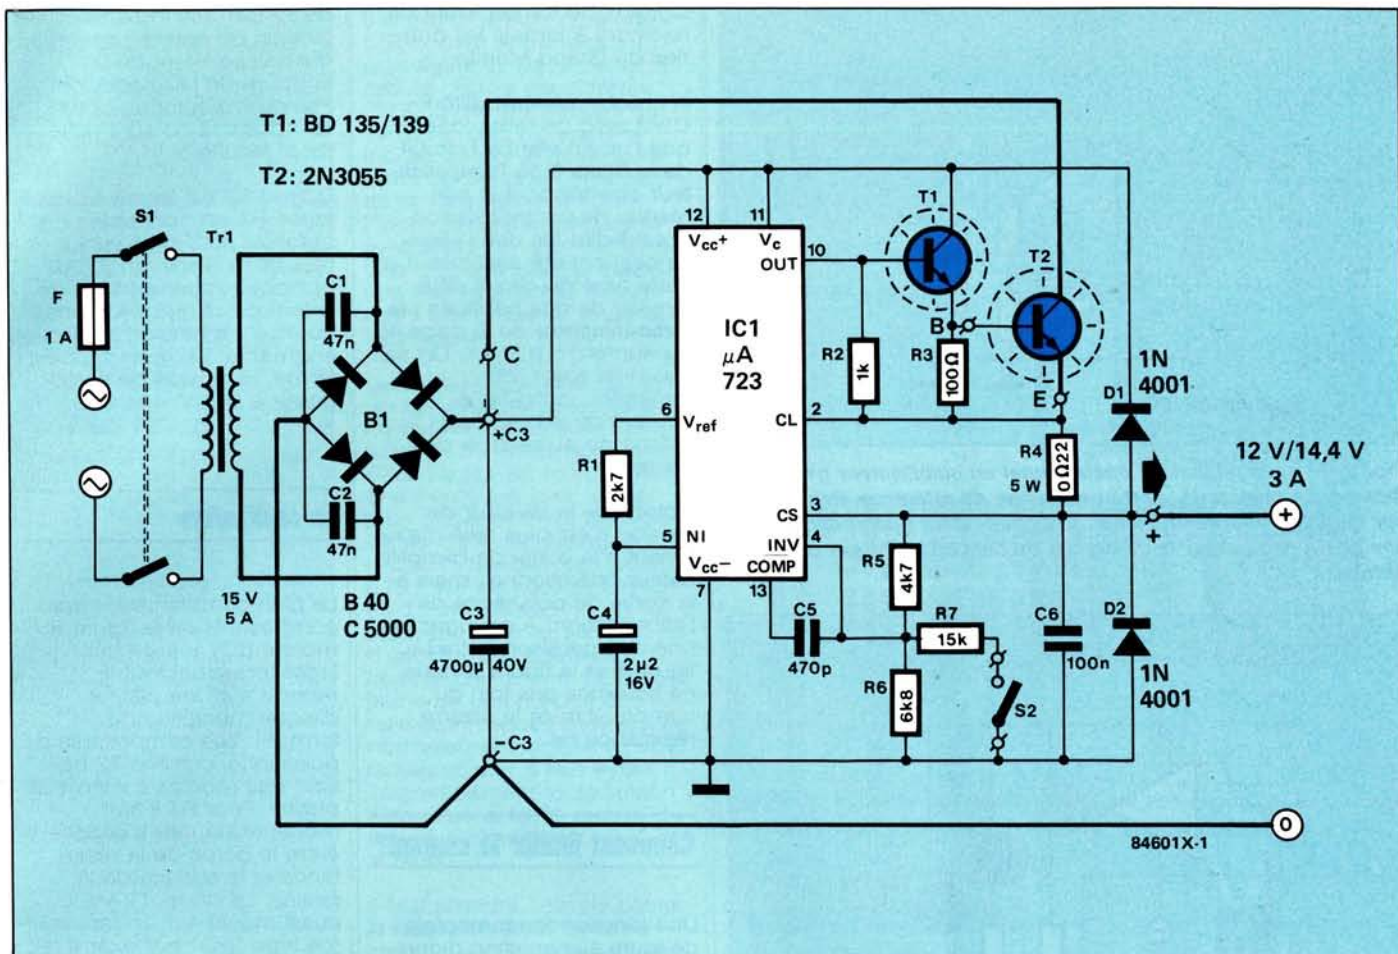 T1: BD 135/139
T2: 2N3055
S1
Tr1
F
1 A
C1
47n
B1
C2
47n
15 V
5 A
B 40
C 5000
C
+C3
C3
4700µ
40V
-C3
R1
2k7
C4
2µ2
16V
12
11
Vcc+
Vc
OUT
10
IC1
µA
723
6
Vref
CL
2
CS
3
5
NI
INV
4
Vcc−
COMP
7
13
C5
470p
T1
T2
B
E
R2
1k
R3
100Ω
R4
0Ω22
5 W
D1
1N
4001
12 V/14,4 V
3 A
+
+
R5
4k7
R7
15k
R6
6k8
S2
C6
100n
D2
1N
4001
0
84601X-1